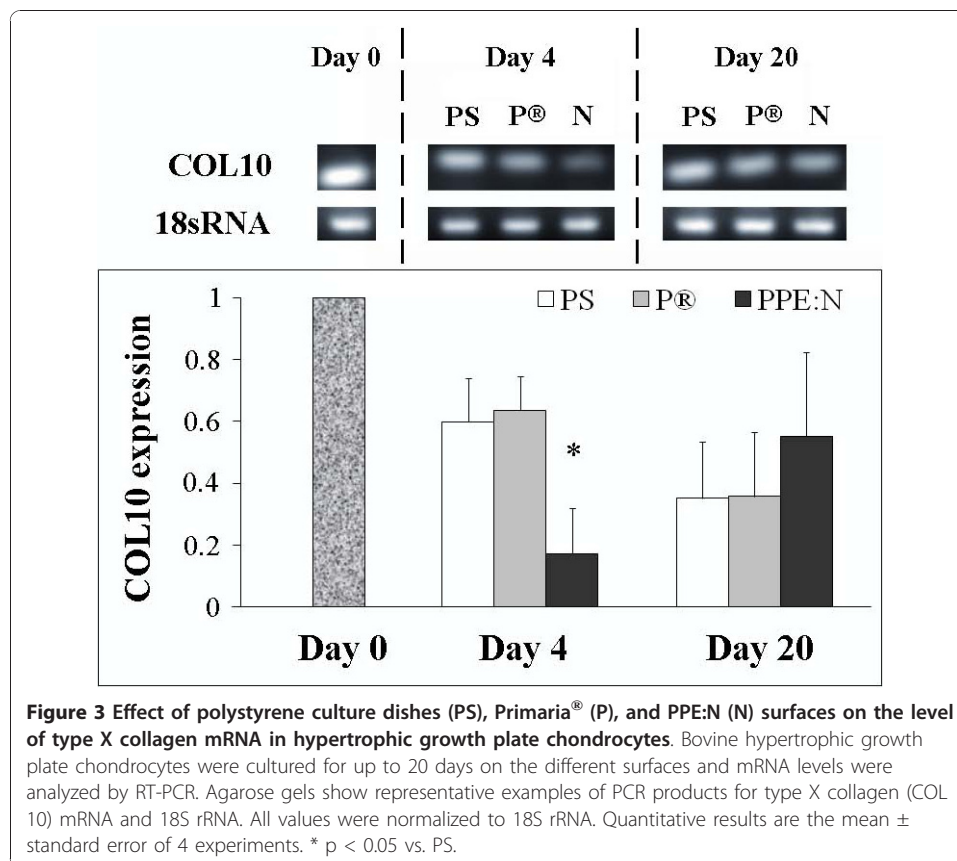 Day 0 Day 4 Day 20
PS P® N PS P® N
COL10
18sRNA
PS P® PPE:N
1
0.8
0.6
0.4
0.2
0
COL10 expression
*
Day 0 Day 4 Day 20
Figure 3 Effect of polystyrene culture dishes (PS), Primaria® (P), and PPE:N (N) surfaces on the level
of type X collagen mRNA in hypertrophic growth plate chondrocytes. Bovine hypertrophic growth
plate chondrocytes were cultured for up to 20 days on the different surfaces and mRNA levels were
analyzed by RT-PCR. Agarose gels show representative examples of PCR products for type X collagen (COL
10) mRNA and 18S rRNA. All values were normalized to 18S rRNA. Quantitative results are the mean ±
standard error of 4 experiments. * p < 0.05 vs. PS.